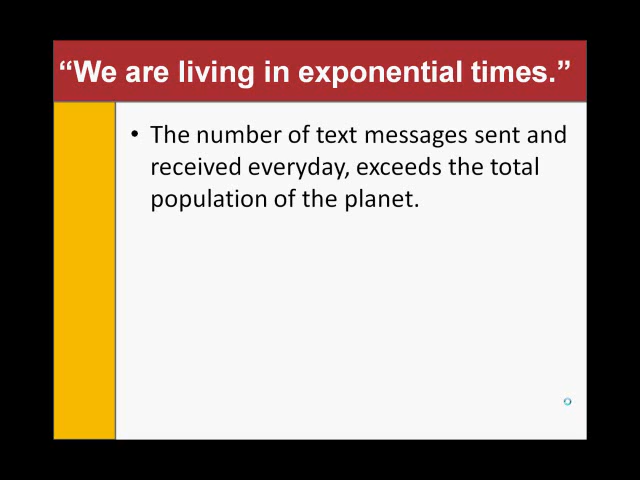 “We are living in exponential times.”
• The number of text messages sent and
received everyday, exceeds the total
population of the planet.